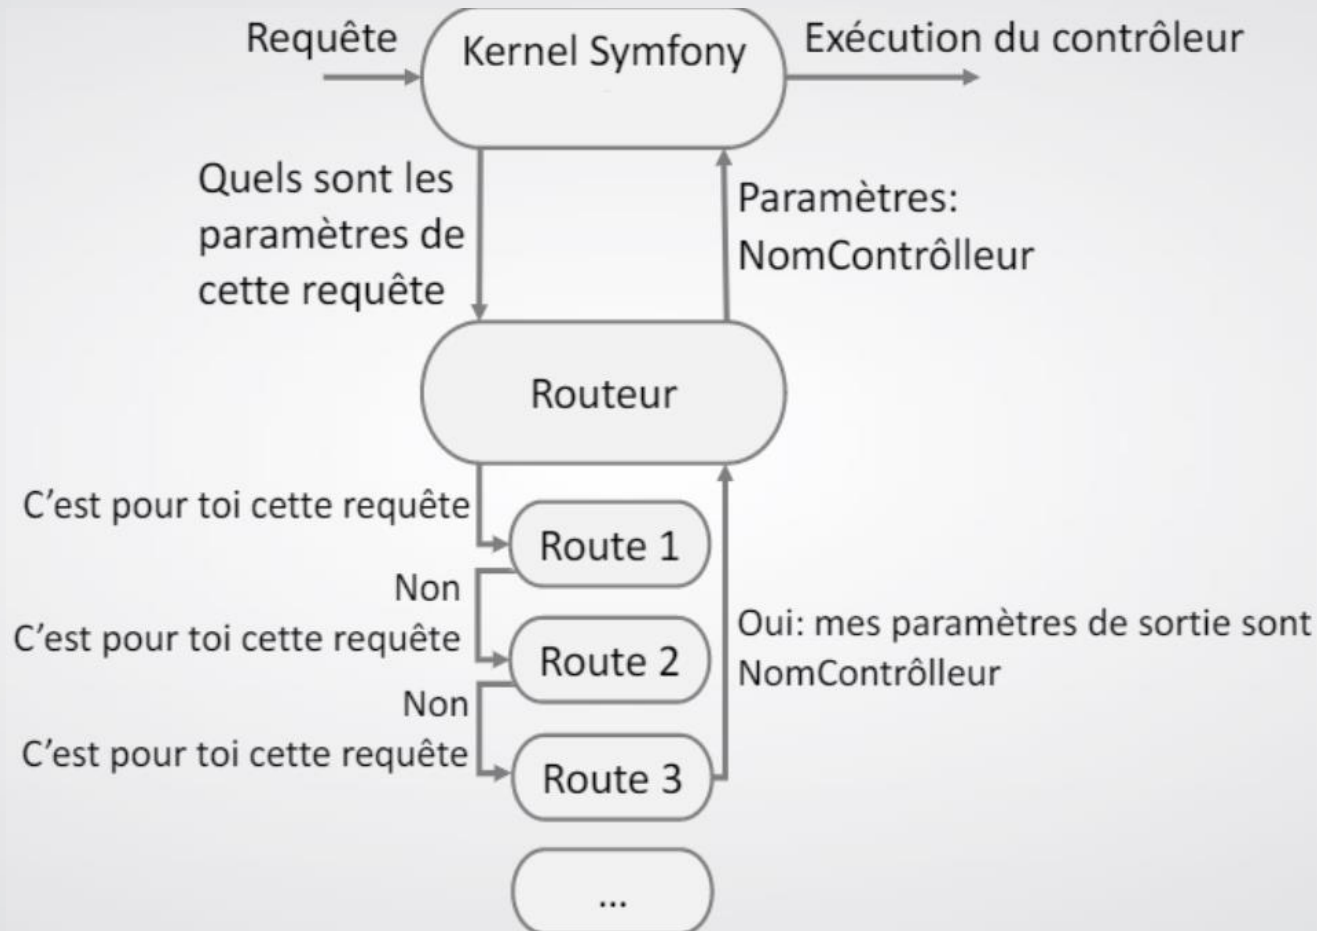 Requête
Kernel Symfony
Exécution du contrôleur
Quels sont les
paramètres de
cette requête
Paramètres:
NomContrôlleur
Routeur
C'est pour toi cette requête
Route 1
Non
C'est pour toi cette requête
Route 2
Oui: mes paramètres de sortie sont
NomContrôlleur
Non
C'est pour toi cette requête
Route 3
...